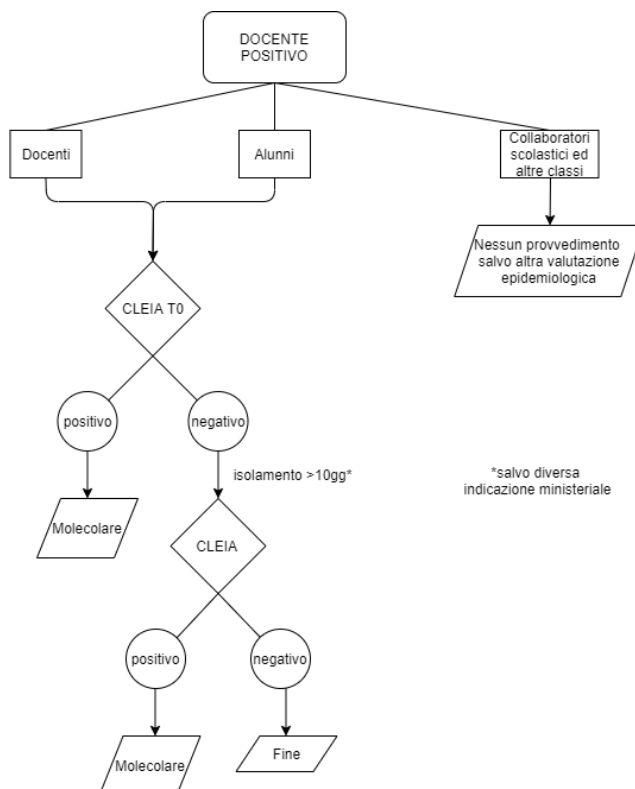 DOCENTE
POSITIVO
Docenti
Alunni
Collaboratori
scolastici ed
altre classi
Nessun provvedimento
salvo altra valutazione
epidemiologica
CLEIA T0
positivo
negativo
isolamento >10gg*
*salvo diversa
indicazione ministeriale
Molecolare
CLEIA
positivo
negativo
Molecolare
Fine